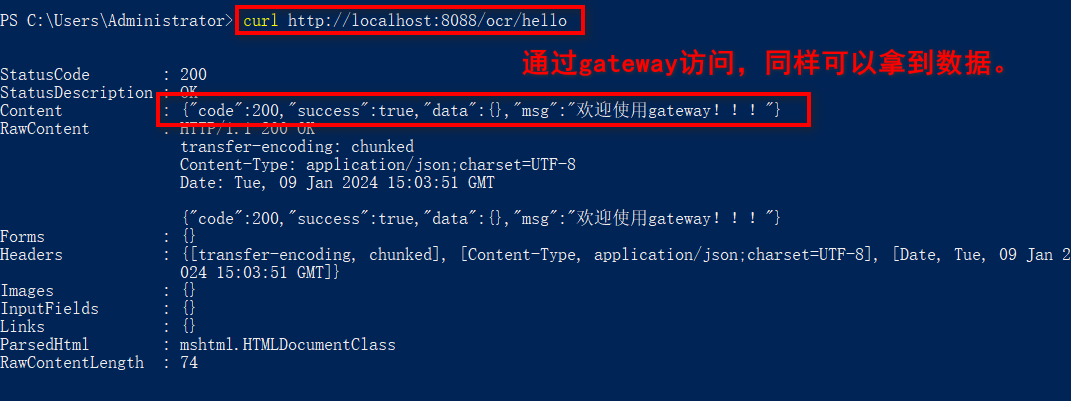 PS C:\Users\Administrator> curl http://localhost:8088/ocr/hello
通过gateway访问，同样可以拿到数据。
StatusCode : 200
StatusDescription : OK
Content : {"code":200,"success":true,"data":{},"msg":"欢迎使用gateway！！！"}
RawContent : HTTP/1.1 200 OK
transfer-encoding: chunked
Content-Type: application/json;charset=UTF-8
Date: Tue, 09 Jan 2024 15:03:51 GMT
{"code":200,"success":true,"data":{},"msg":"欢迎使用gateway！！！"}
Forms : {}
Headers : {[transfer-encoding, chunked], [Content-Type, application/json;charset=UTF-8], [Date, Tue, 09 Jan 2
024 15:03:51 GMT]}
Images : {}
InputFields : {}
Links : {}
ParsedHtml : mshtml.HTMLDocumentClass
RawContentLength : 74